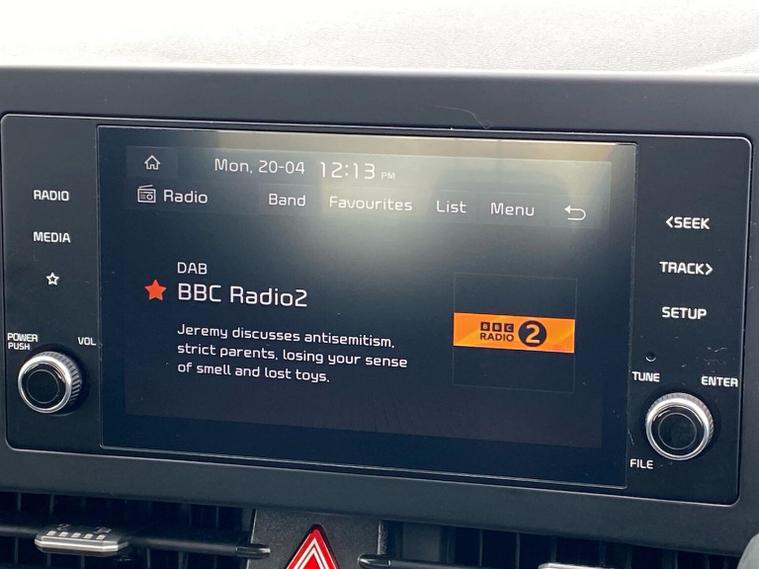 Mon, 20-04 12:13 PM
Radio Band Favourites List Menu
DAB
BBC Radio2
Jeremy discusses antisemitism,
strict parents, losing your sense
of smell and lost toys.
BBC
RADIO 2
RADIO
MEDIA
POWER
PUSH
VOL
<SEEK
TRACK>
SETUP
TUNE
ENTER
FILE